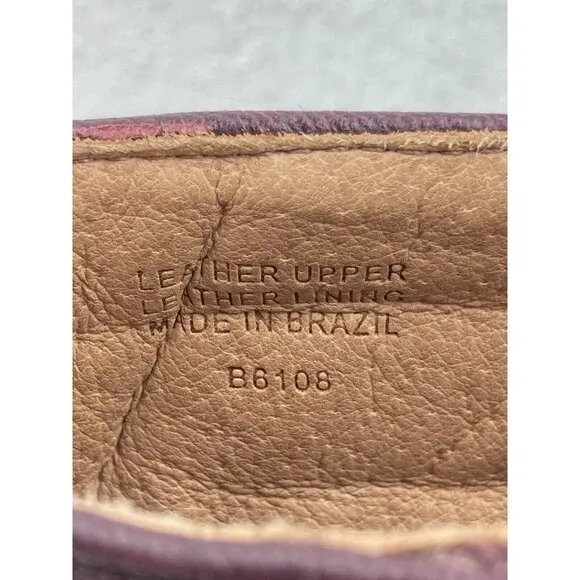 LEATHER UPPER
LEATHER LINING
MADE IN BRAZIL
B6108